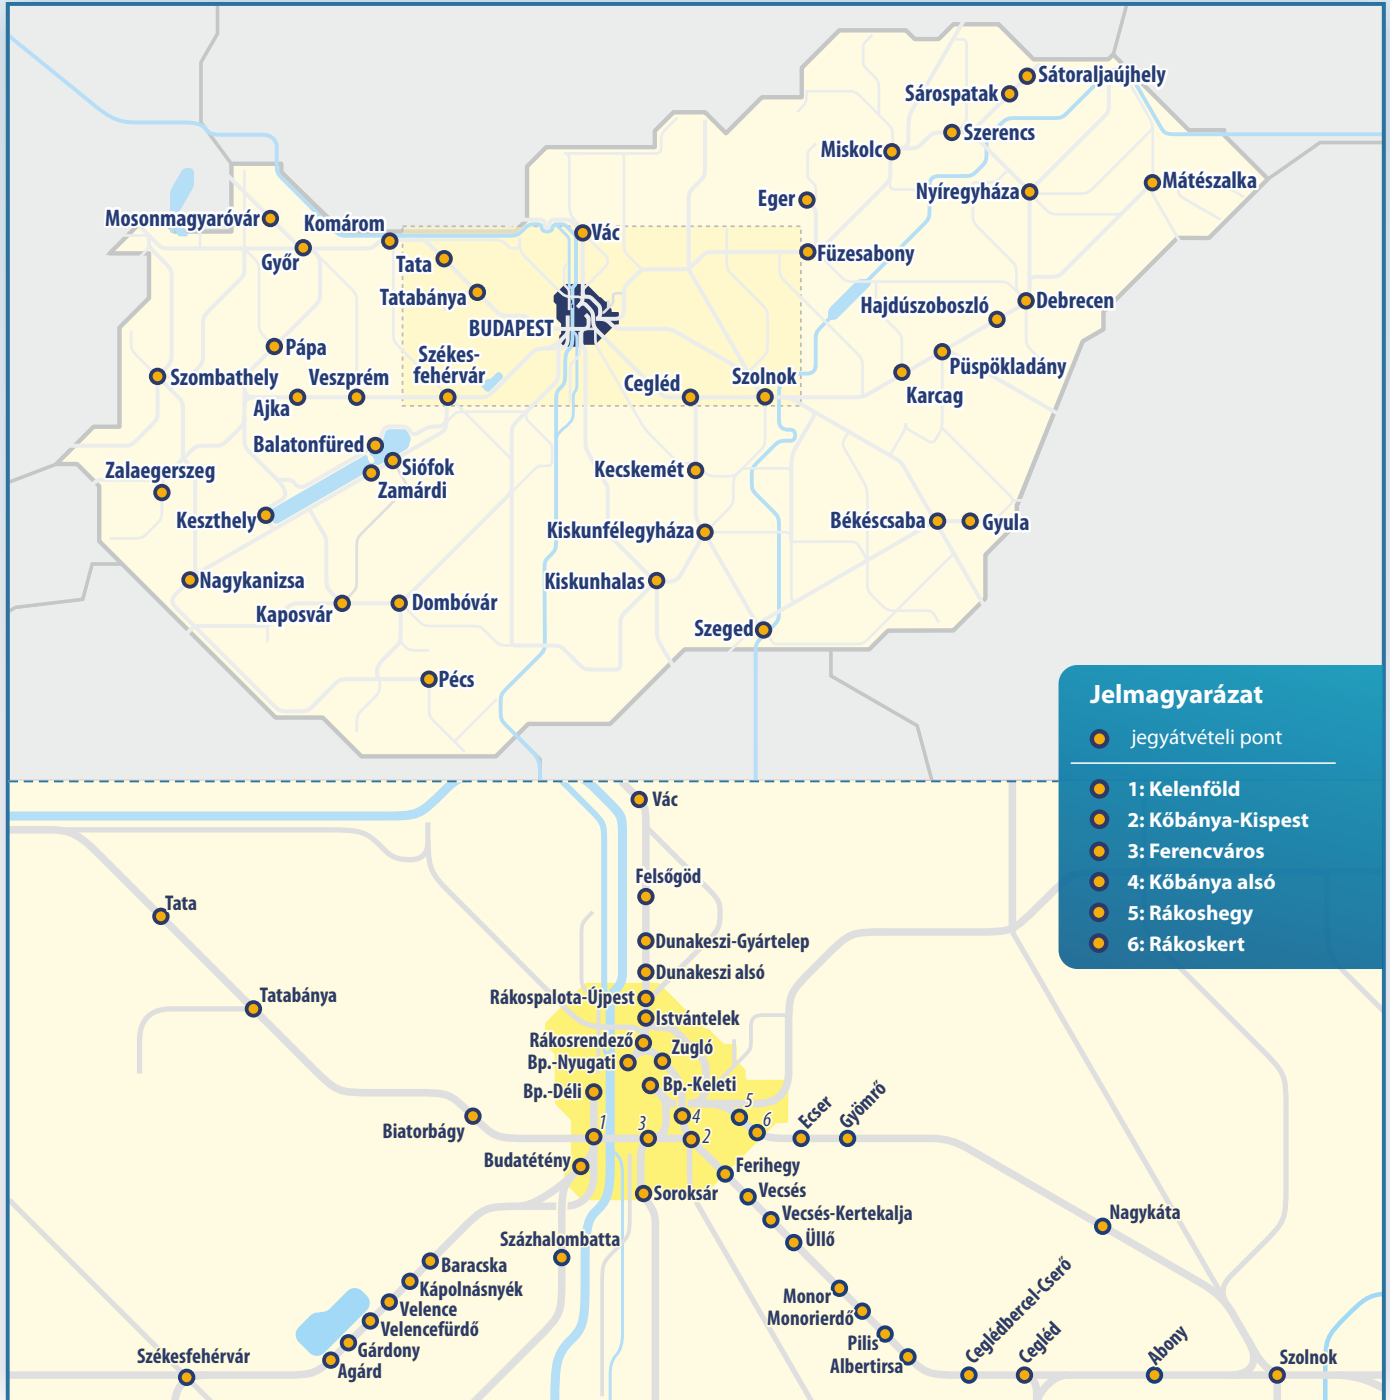 Sátoraljaújhely
Sárospatak
Szerencs
Miskolc
Mátészalka
Nyíregyháza
Eger
Mosonmagyaróvár
Komárom
Vác
Győr
Tata
Füzesabony
Tatabánya
Hajdúszoboszló
Debrecen
BUDAPEST
Pápa
Székes-
fehérvár
Püspökladány
Szombathely
Veszprém
Cegléd
Szolnok
Ajka
Karcag
Balatonfüred
Siófok
Zalaegerszeg
Kecskemét
Zamárdi
Keszthely
Békéscsaba
Gyula
Kiskunfélegyháza
Nagykanizsa
Kiskunhalas
Kaposvár
Dombóvár
Szeged
Pécs
Jelmagyarázat
jegyátvételi pont
1: Kelenföld
2: Kőbánya-Kispest
3: Ferencváros
4: Kőbánya alsó
5: Rákoshegy
6: Rákoskert
Vác
Felsőgöd
Tata
Dunakeszi-Gyártelep
Dunakeszi alsó
Tatabánya
Rákospalota-Újpest
Istvántelek
Rákosrendező
Zugló
Bp.-Nyugati
Bp.-Keleti
Bp.-Déli
5
4
6
1
3
2
Ecser
Gyömrő
Biatorbágy
Budatétény
Ferihegy
Soroksár
Vecsés
Vecsés-Kertekalja
Nagykáta
Százhalombatta
Üllő
Baracska
Kápolnásnyék
Monor
Velence
Monorierdő
Velencefürdő
Pilis
Gárdony
Albertirsa
Székesfehérvár
Agárd
Ceglédbercel-Cserő
Cegléd
Abony
Szolnok